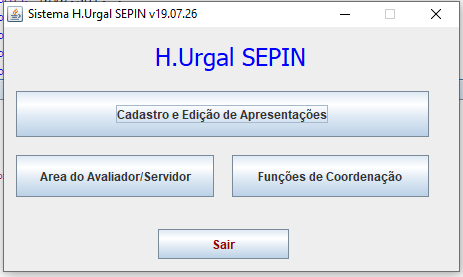 Sistema H.Urgal SEPIN v19.07.26
H.Urgal SEPIN
Cadastro e Edição de Apresentações
Area do Avaliador/Servidor
Funções de Coordenação
Sair